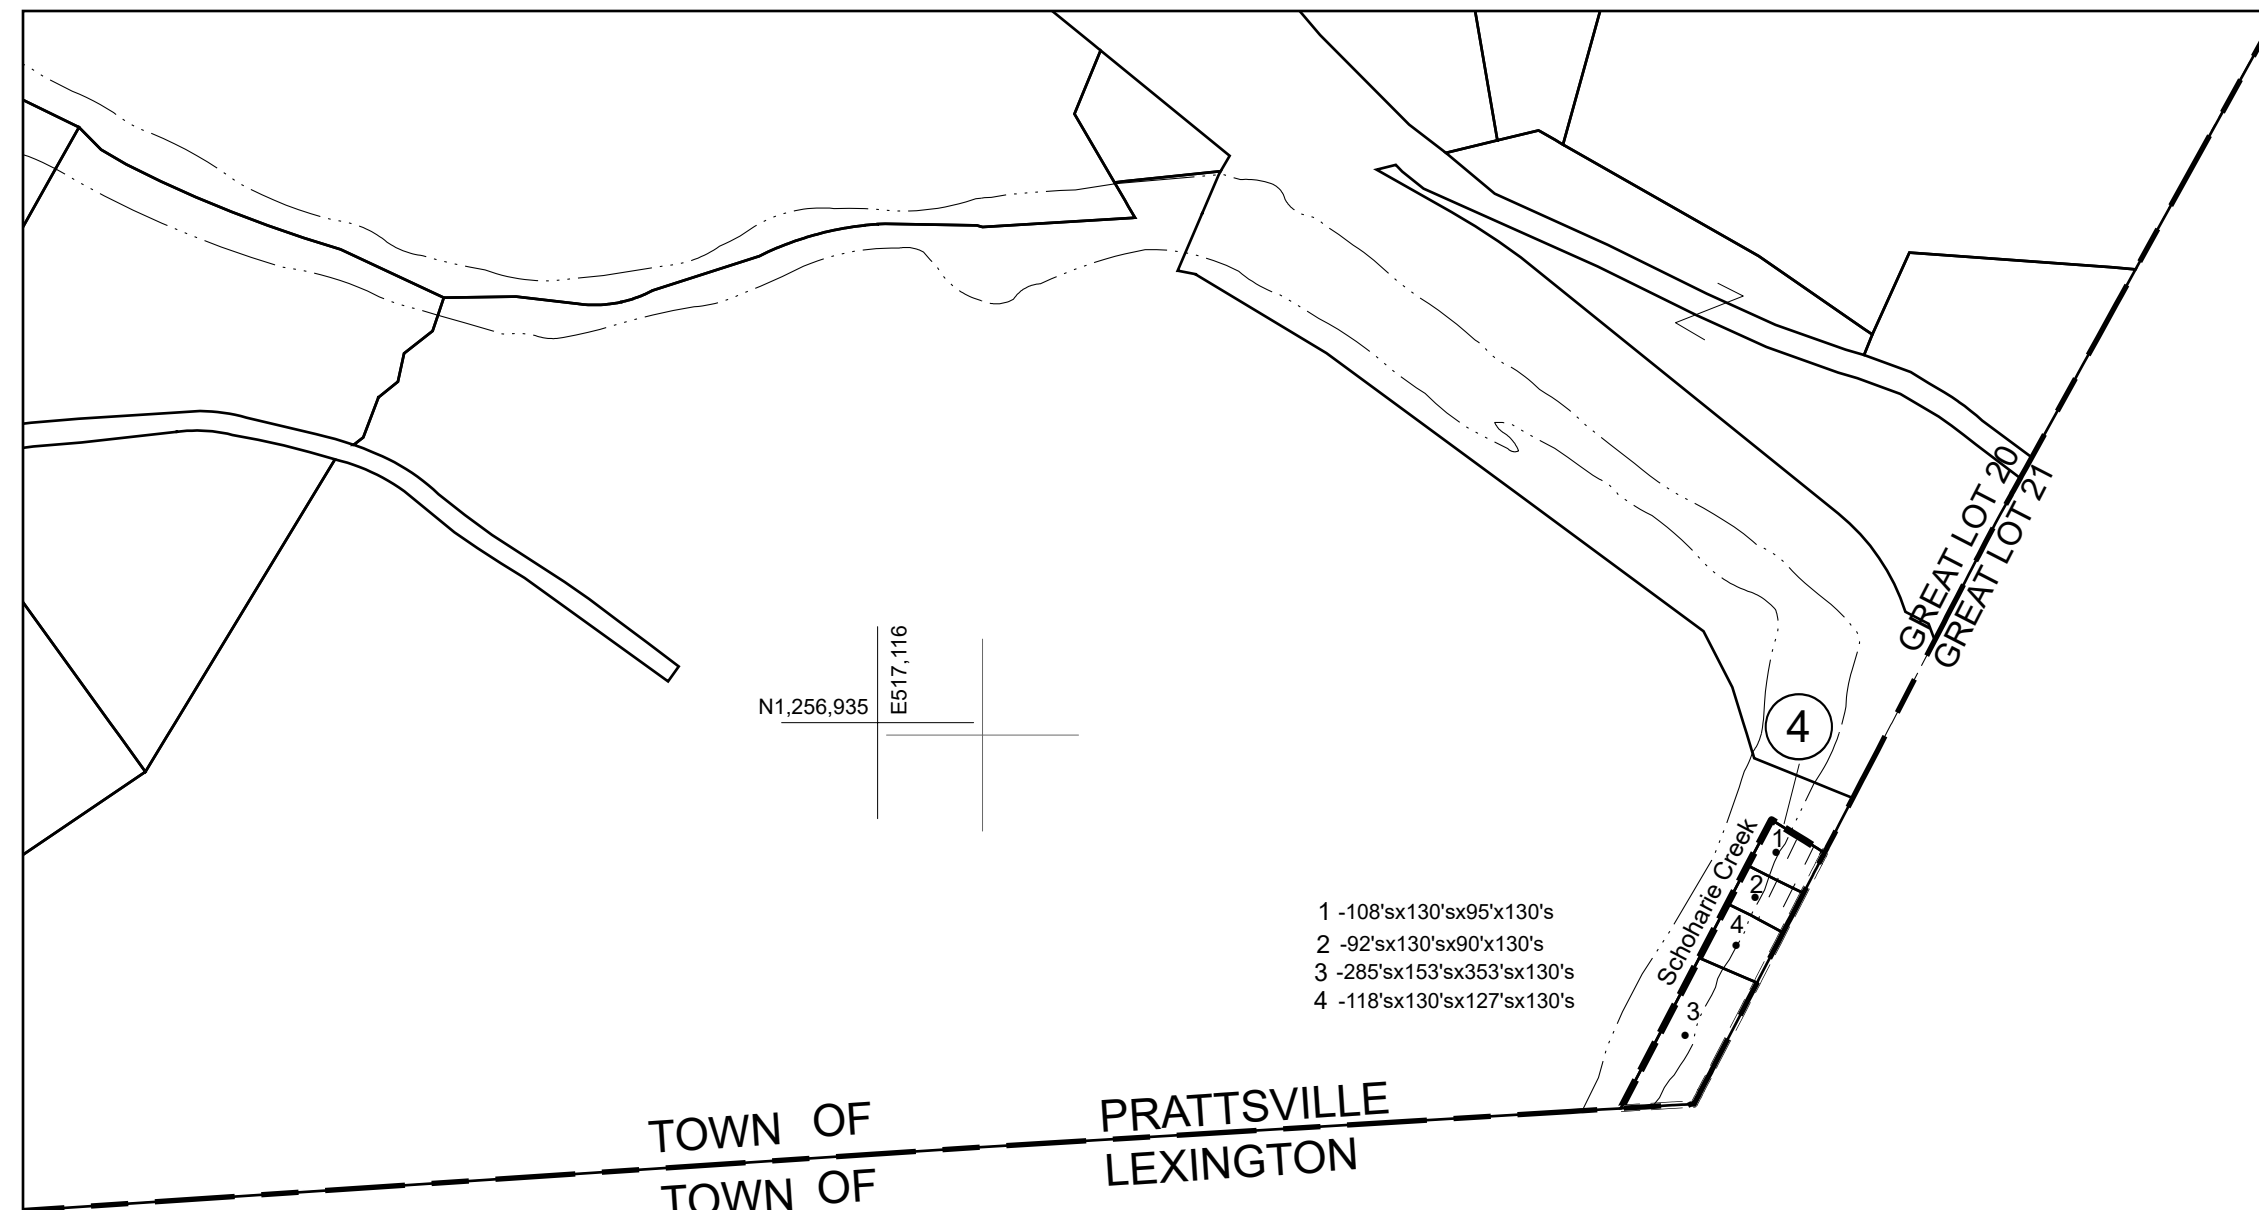 GREAT LOT 20
GREAT LOT 21
E517,116
N1,256,935
4
1
2
4
3
Schoharie Creek
1 -108'sx130'sx95'x130's
2 -92'sx130'sx90'x130's
3 -285'sx153'sx353'sx130's
4 -118'sx130'sx127'sx130's
TOWN OF PRATTSVILLE
TOWN OF LEXINGTON